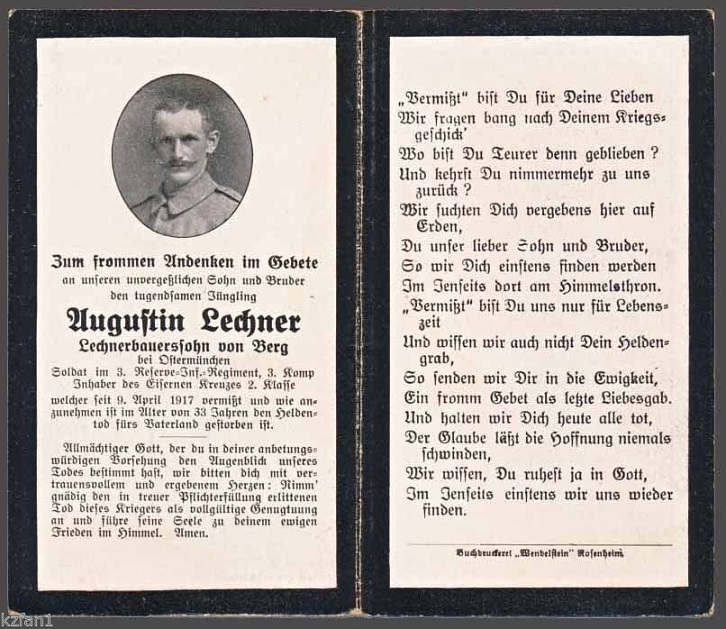 Zum frommen Andenken im Gebete
an unseren unvergeßlichen Sohn und Bruder
den tugendsamen Jüngling
Augustin Lechner
Lechnerbauerssohn von Berg
bei Ostermünchen
Soldat im 3. Reserve-Inf.-Regiment, 3. Komp
Inhaber des Eisernen Kreuzes 2. Klasse
welcher seit 9. April 1917 vermißt und wie an-
zunehmen ist im Alter von 33 Jahren den Helden-
tod fürs Vaterland gestorben ist.
Allmächtiger Gott, der du in deiner anbetungs-
würdigen Vorsehung den Augenblick unseres
Todes bestimmt hast, wir bitten dich mit ver-
trauensvollem und ergebenem Herzen: Nimm'
gnädig den in treuer Pflichterfüllung erlittenen
Tod dieses Kriegers als vollgültige Genugtuung
an und führe seine Seele zu deinem ewigen
Frieden im Himmel. Amen.
„Vermißt“ bist Du für Deine Lieben
Wir fragen bang nach Deinem Kriegs-
geschick'
Wo bist Du Teurer denn geblieben ?
Und kehrst Du nimmermehr zu uns
zurück ?
Wir suchten Dich vergebens hier auf
Erden,
Du unser lieber Sohn und Bruder,
So wir Dich einstens finden werden
Im Jenseits dort am Himmelsthron.
„Vermißt“ bist Du uns nur für Lebens-
zeit
Und wissen wir auch nicht Dein Helden-
grab,
So senden wir Dir in die Ewigkeit,
Ein fromm Gebet als letzte Liebesgab.
Und halten wir Dich heute alle tot,
Der Glaube läßt die Hoffnung niemals
schwinden,
Wir wissen, Du ruhest ja in Gott,
Im Jenseits einstens wir uns wieder
finden.
Buchdruckerei „Wendelstein“ Rosenheim.
kzfan1